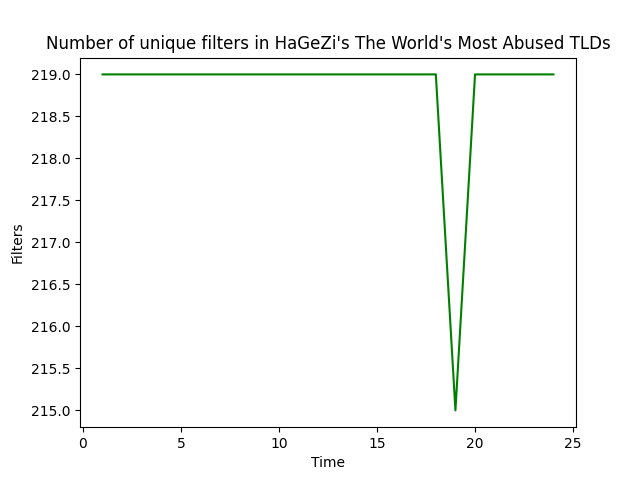 Number of unique filters in HaGeZi's The World's Most Abused TLDs
219.0
218.5
218.0
217.5
217.0
216.5
216.0
215.5
215.0
Filters
0 5 10 15 20 25
Time